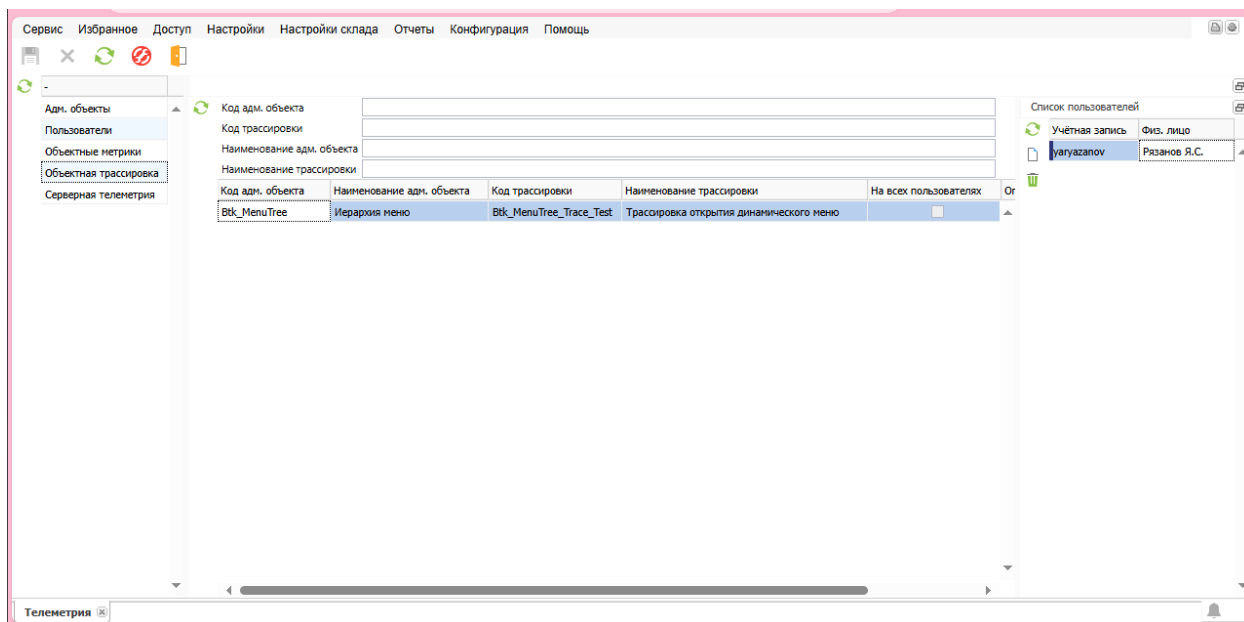 Сервис Избранное Доступ Настройки Настройки склада Отчеты Конфигурация Помощь
-
Адм. объекты
Пользователи
Объектные метрики
Объектная трассировка
Серверная телеметрия
Код адм. объекта
Код трассировки
Наименование адм. объекта
Наименование трассировки
Код адм. объекта Наименование адм. объекта Код трассировки Наименование трассировки На всех пользователях Оп
Btk_MenuTree Иерархия меню Btk_MenuTree_Trace_Test Трассировка открытия динамического меню
Список пользователей
Учётная запись Физ. лицо
yaryazanov Рязанов Я.С.
Телеметрия